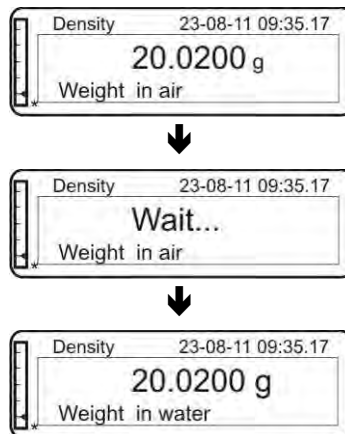 Density 23-08-11 09:35.17
20.0200 g
Weight in air
*
Density 23-08-11 09:35.17
Wait...
Weight in air
*
Density 23-08-11 09:35.17
20.0200 g
Weight in water
*